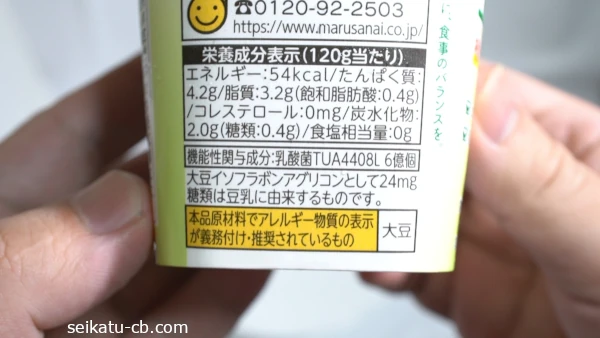 ☎0120-92-2503
https://www.marusanai.co.jp/
栄養成分表示(120g当たり)
エネルギー:54kcal/たんぱく質:
4.2g/脂質:3.2g(飽和脂肪酸:0.4g)
/コレステロール:0mg/炭水化物:
2.0g(糖類:0.4g)/食塩相当量:0g
機能性関与成分:乳酸菌TUA4408L 6億個
大豆イソフラボンアグリコンとして24mg
糖類は豆乳に由来するものです。
本品原材料でアレルギー物質の表示
が義務付け・推奨されているもの
大豆
食事のバランスを。
seikatu-cb.com